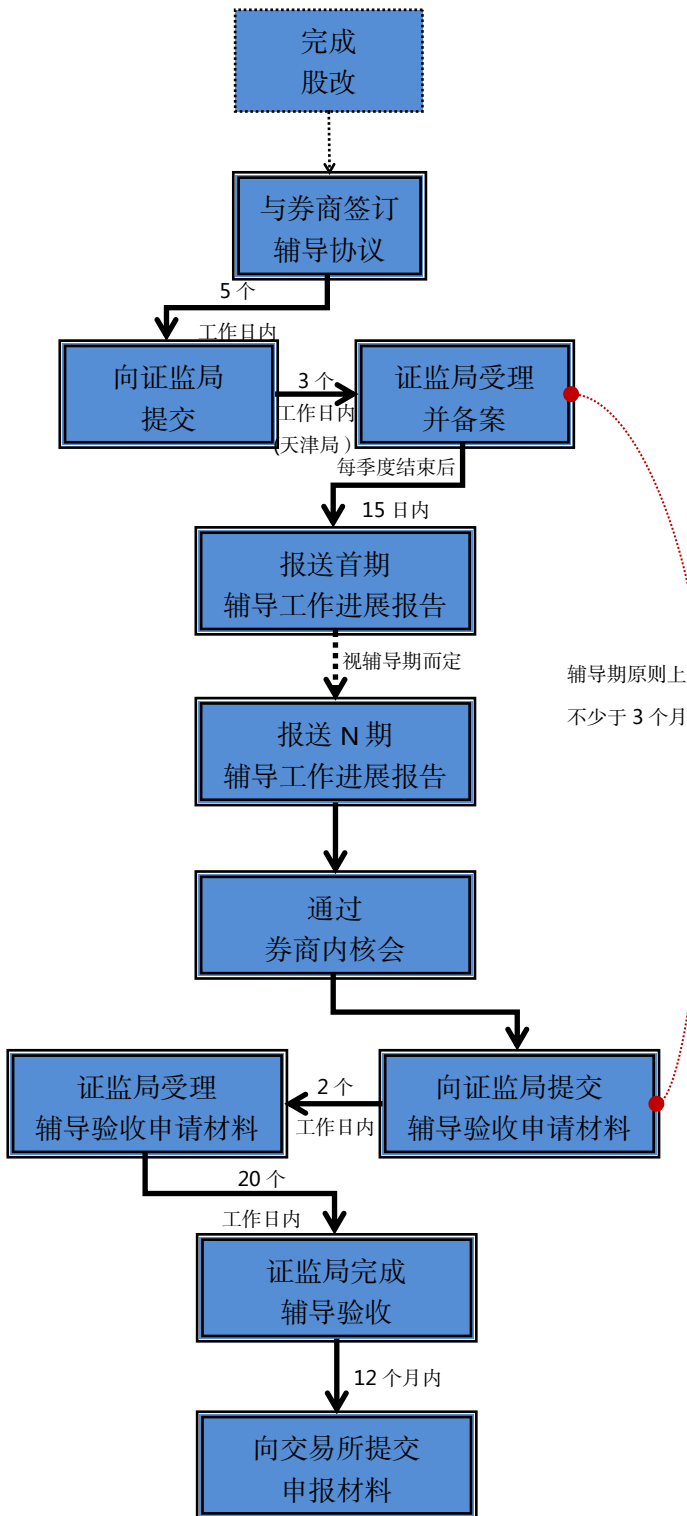 完成
股改
与券商签订
辅导协议
5 个
工作日内
向证监局
提交
3 个
工作日内
(天津局 )
证监局受理
并备案
每季度结束后
15 日内
报送首期
辅导工作进展报告
视辅导期而定
辅导期原则上
不少于 3 个月
报送 N 期
辅导工作进展报告
通过
券商内核会
向证监局提交
辅导验收申请材料
2 个
工作日内
证监局受理
辅导验收申请材料
20 个
工作日内
证监局完成
辅导验收
12 个月内
向交易所提交
申报材料